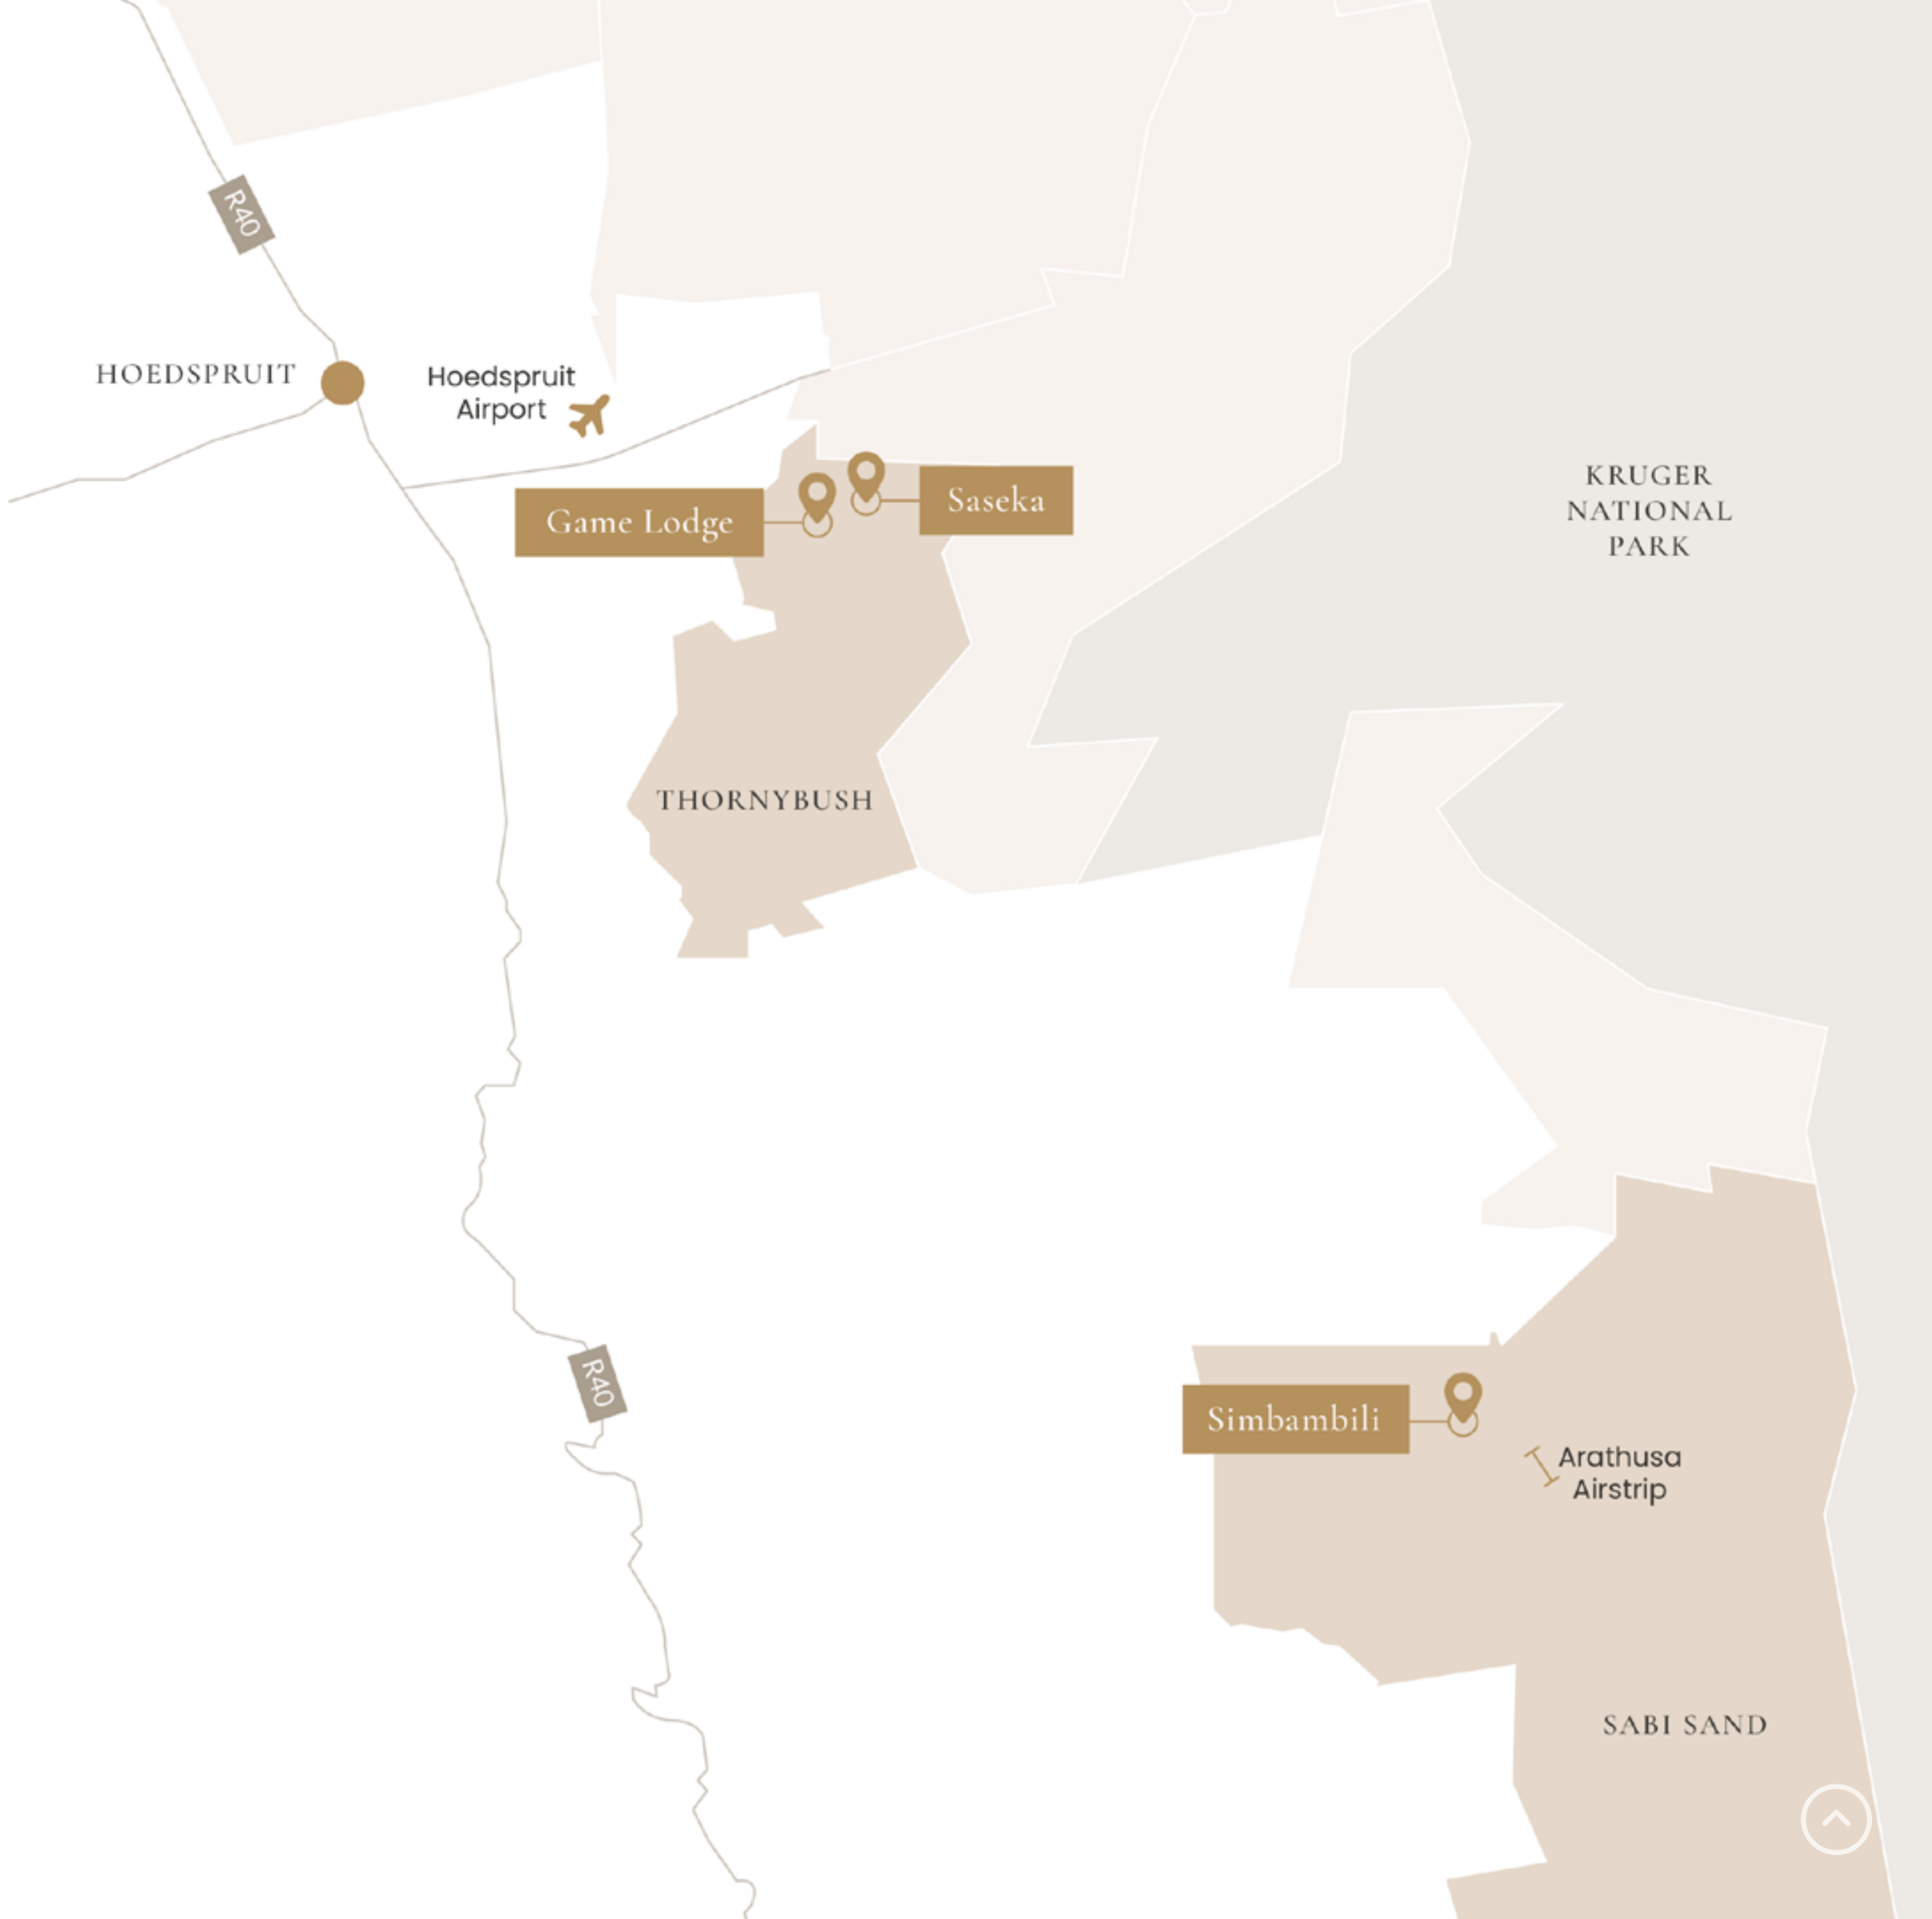 R40
HOEDSPRUIT
Hoedspruit
Airport
KRUGER
NATIONAL
PARK
Saseka
Game Lodge
THORNYBUSH
R40
Simbambili
Arathusa
Airstrip
SABI SAND